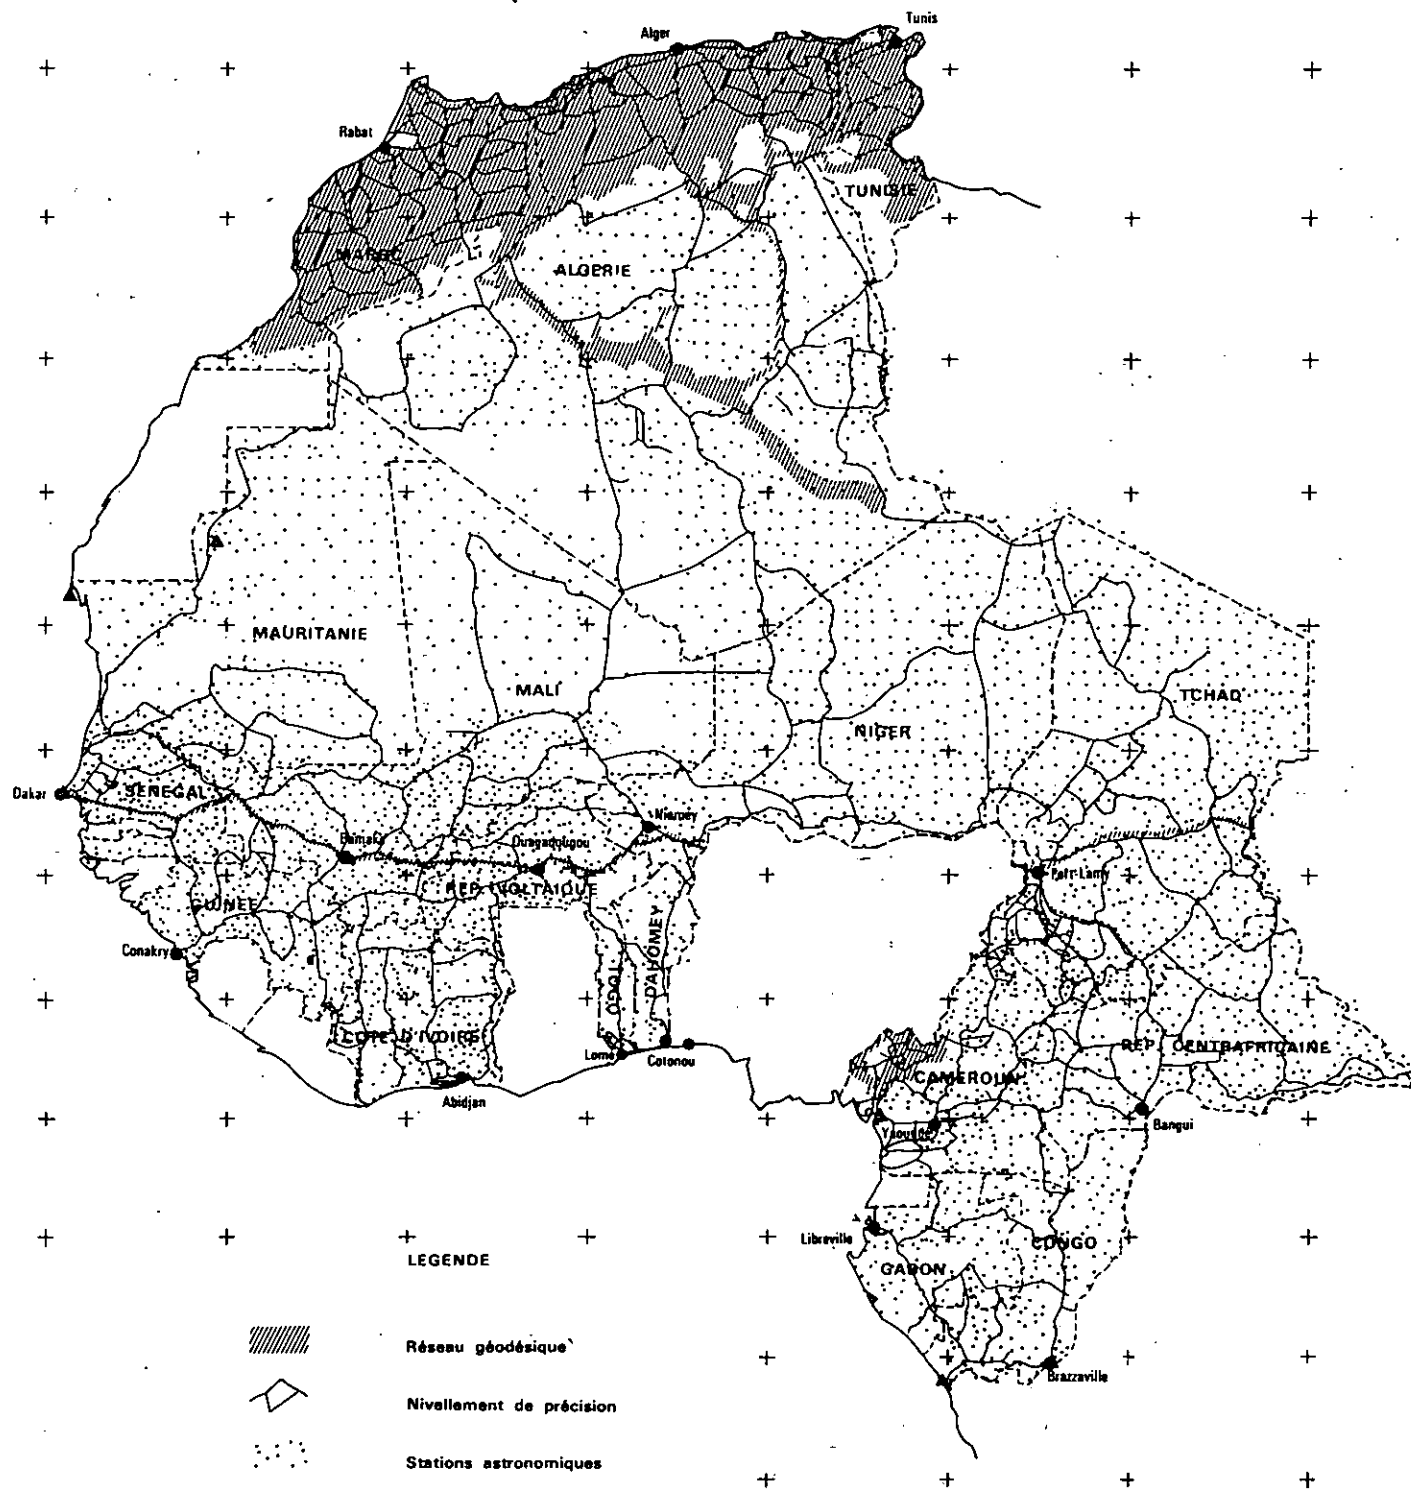 Tunis
Alger
Rabat
TUNISIE
MAROC
ALGERIE
MAURITANIE
MALI
TCHAD
NIGER
Dakar
SENEGAL
Niamey
Bamako
Ouagadougou
REP. VOLTAIQUE
Fort-Lamy
GUINEE
DAHOMEY
Conakry
TOGO
COTE D'IVOIRE
Lomé
Cotonou
REP. CENTRAFRICAINE
CAMEROUN
Abidjan
Bangui
Yaoundé
Libreville
CONGO
GABON
LEGENDE
Réseau géodésique
Brazzaville
Nivellement de précision
Stations astronomiques